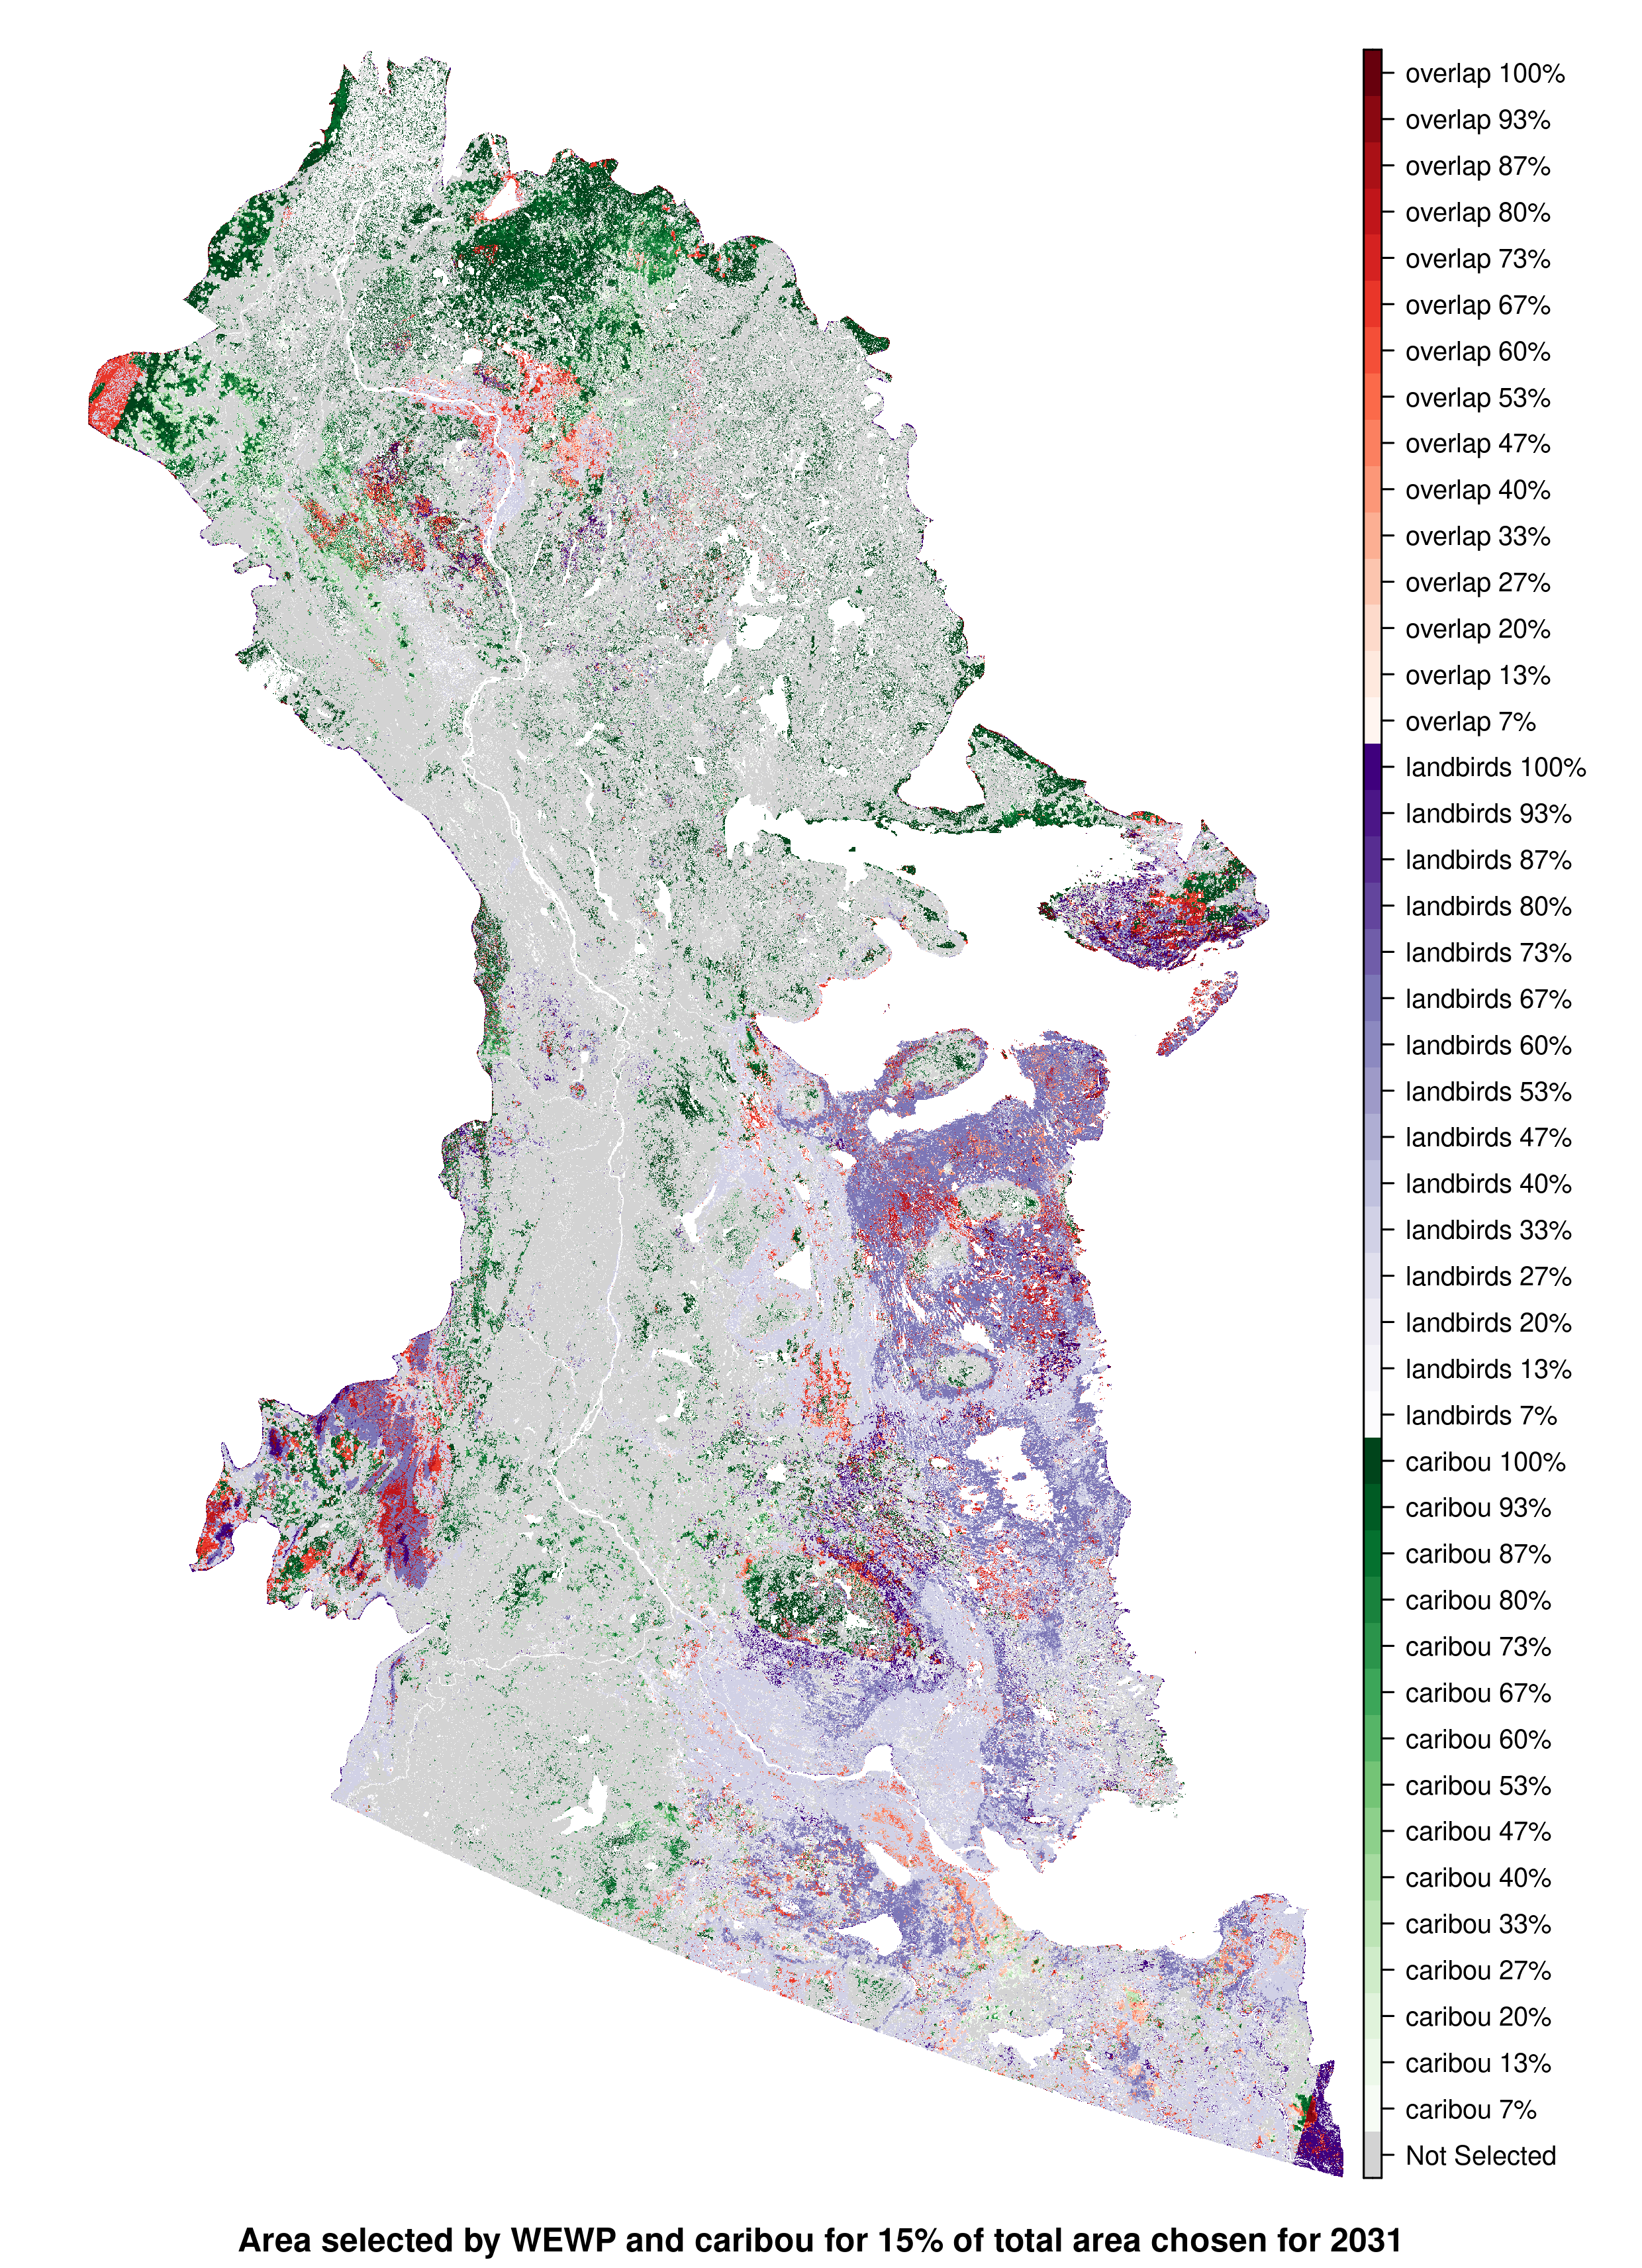 overlap 100%
overlap 93%
overlap 87%
overlap 80%
overlap 73%
overlap 67%
overlap 60%
overlap 53%
overlap 47%
overlap 40%
overlap 33%
overlap 27%
overlap 20%
overlap 13%
overlap 7%
landbirds 100%
landbirds 93%
landbirds 87%
landbirds 80%
landbirds 73%
landbirds 67%
landbirds 60%
landbirds 53%
landbirds 47%
landbirds 40%
landbirds 33%
landbirds 27%
landbirds 20%
landbirds 13%
landbirds 7%
caribou 100%
caribou 93%
caribou 87%
caribou 80%
caribou 73%
caribou 67%
caribou 60%
caribou 53%
caribou 47%
caribou 40%
caribou 33%
caribou 27%
caribou 20%
caribou 13%
caribou 7%
Not Selected
Area selected by WEWP and caribou for 15% of total area chosen for 2031